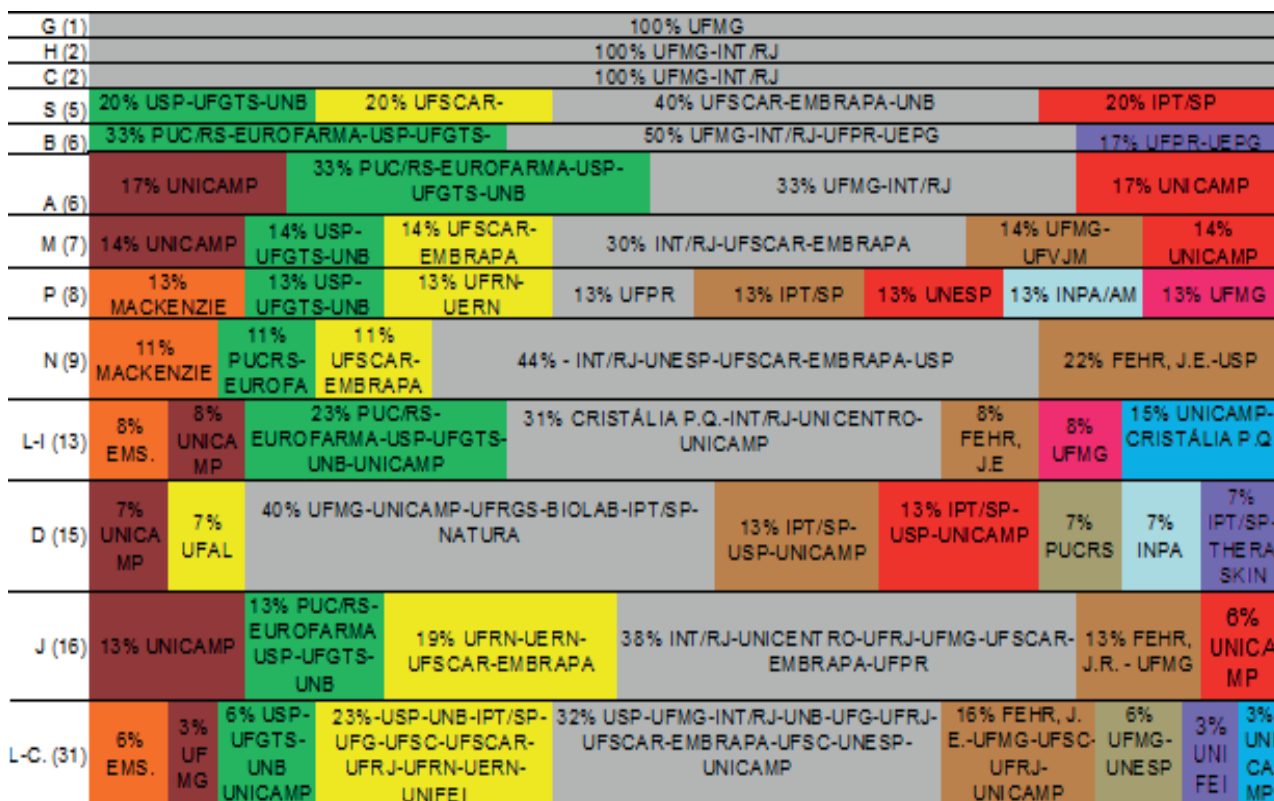 G (1)
100% UFMG
H (2)
100% UFMG-INT/RJ
C (2)
100% UFMG-INT/RJ
S (5)
20% USP-UFGTS-UNB
20% UFSCAR-
40% UFSCAR-EMBRAPA-UNB
20% IPT/SP
B (6)
33% PUC/RS-EUROFARMA-USP-UFGTS-
50% UFMG-INT/RJ-UFPR-UEPG
17% UFPR-UEPG
A (6)
17% UNICAMP
33% PUC/RS-EUROFARMA-USP-
UFGTS-UNB
33% UFMG-INT/RJ
17% UNICAMP
M (7)
14% UNICAMP
14% USP-
UFGTS-UNB
14% UFSCAR-
EMBRAPA
30% INT/RJ-UFSCAR-EMBRAPA
14% UFMG-
UFVJM
14%
UNICAMP
P (8)
13%
MACKENZIE
13% USP-
UFGTS-UNB
13% UFRN-
UERN
13% UFPR
13% IPT/SP
13% UNESP
13% INPA/AM
13% UFMG
N (9)
11%
MACKENZIE
11%
PUCRS-
EUROFA
11%
UFSCAR-
EMBRAPA
44% - INT/RJ-UNESP-UFSCAR-EMBRAPA-USP
22% FEHR, J.E.-USP
L-I (13)
8%
EMS.
8%
UNICA
MP
23% PUC/RS-
EUROFARMA-USP-UFGTS-
UNB-UNICAMP
31% CRISTÁLIA P.Q.-INT/RJ-UNICENTRO-
UNICAMP
8%
FEHR,
J.E
8%
UFMG
15% UNICAMP-
CRISTÁLIA P.Q
D (15)
7%
UNICA
MP
7%
UFAL
40% UFMG-UNICAMP-UFRGS-BIOLAB-IPT/SP-
NATURA
13% IPT/SP-
USP-UNICAMP
13% IPT/SP-
USP-UNICAMP
7%
PUCRS
7%
INPA
7%
IPT/SP-
THERA
SKIN
J (16)
13% UNICAMP
13% PUC/RS-
EUROFARMA
USP-UFGTS-
UNB
19% UFRN-UERN-
UFSCAR-EMBRAPA
38% INT/RJ-UNICENTRO-UFRJ-UFMG-UFSCAR-
EMBRAPA-UFPR
13% FEHR,
J.R. - UFMG
6%
UNICA
MP
L-C. (31)
6%
EMS.
3%
UF
MG
6% USP-
UFGTS-
UNB
UNICAMP
23%-USP-UNB-IPT/SP-
UFG-UFSC-UFSCAR-
UFRJ-UFRN-UERN-
UNIFEI
32% USP-UFMG-INT/RJ-UNB-UFG-UFRJ-
UFSCAR-EMBRAPA-UFSC-UNESP-
UNICAMP
16% FEHR, J.
E.-UFMG-UFSC-
UFRJ-
UNICAMP
6%
UFMG-
UNESP
3%
UNI
FEI
3%
UNI
CA
MP